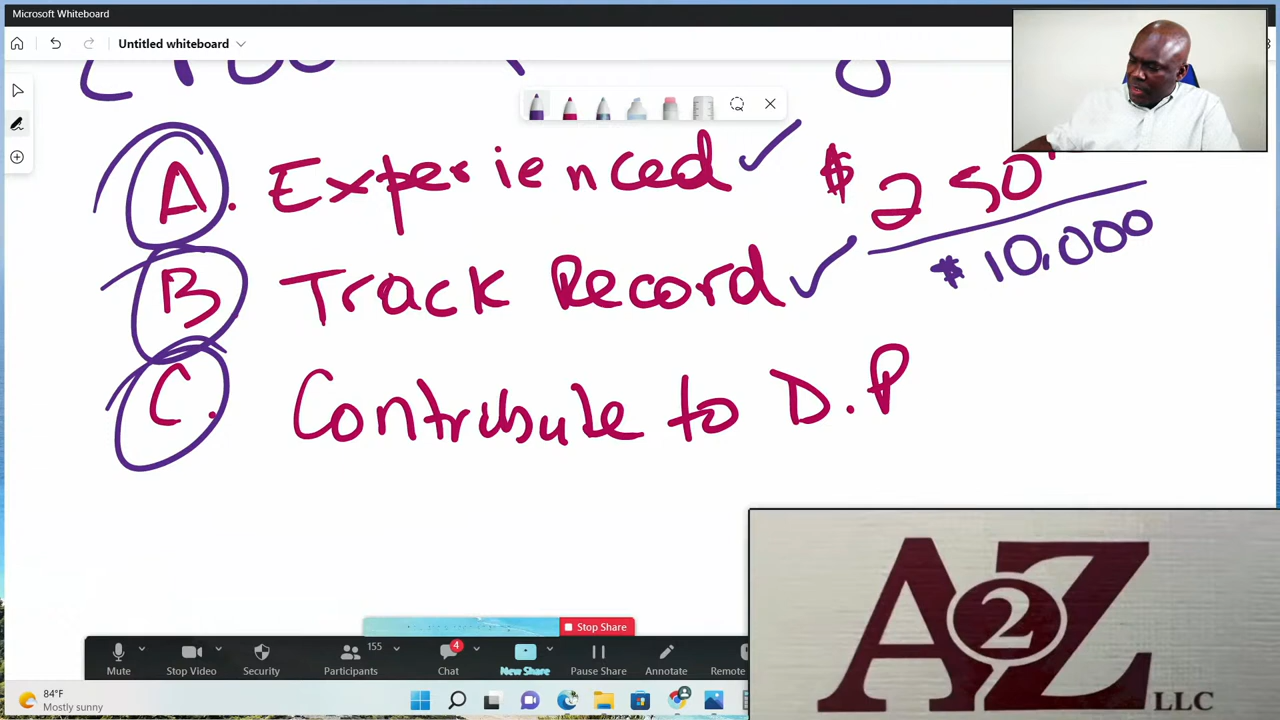 Microsoft Whiteboard
Untitled whiteboard
A. Experienced ✓ $ 250
$10,000
B Track Record ✓
C. Contribute to D.P
A2Z LLC
Stop Share
155
4
Mute
Stop Video
Security
Participants
Chat
New Share
Pause Share
Annotate
Remote
84°F
Mostly sunny